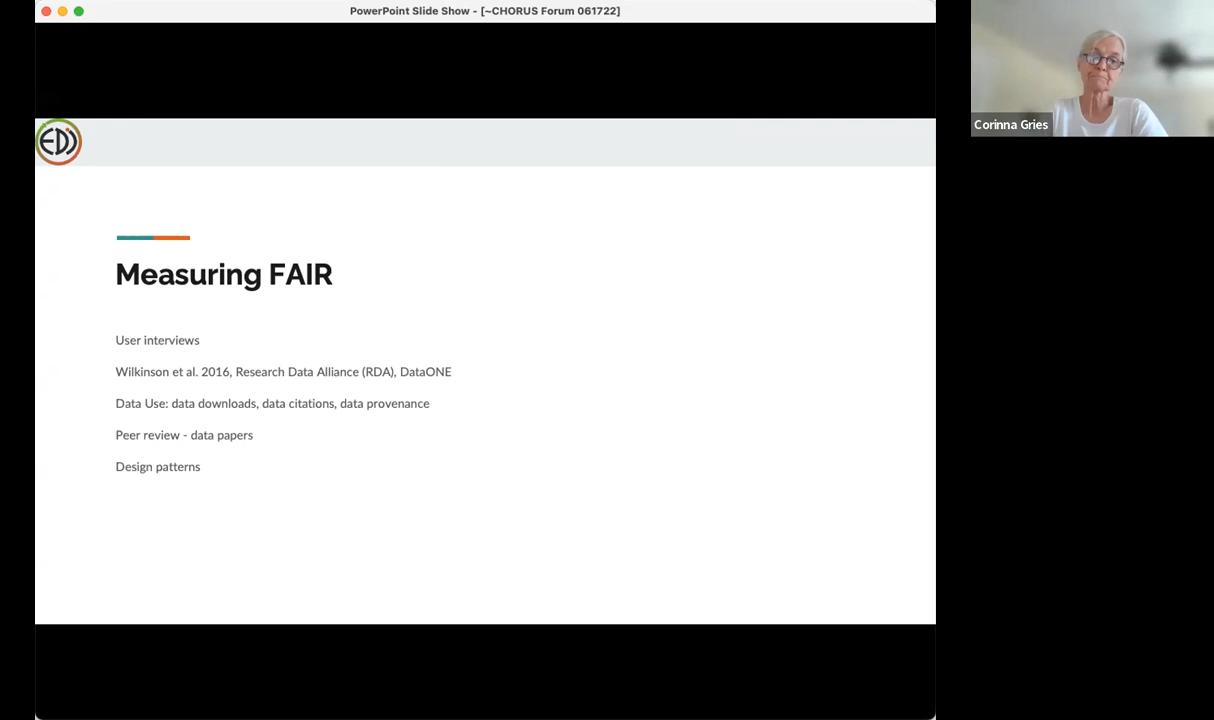 PowerPoint Slide Show - [~CHORUS Forum 061722]
EDI
Corinna Gries
Measuring FAIR
User interviews
Wilkinson et al. 2016, Research Data Alliance (RDA), DataONE
Data Use: data downloads, data citations, data provenance
Peer review - data papers
Design patterns